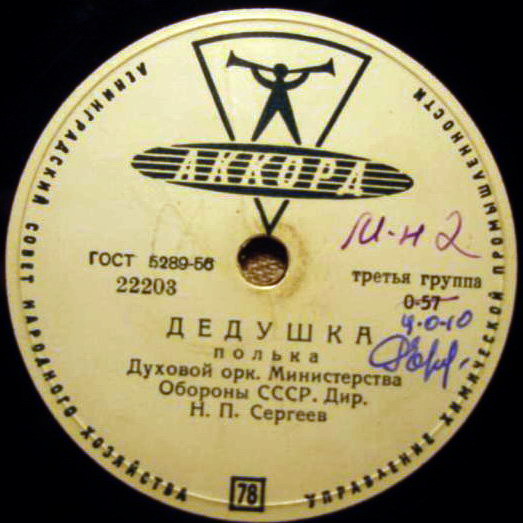 ЛЕНИНГРАДСКИЙ СОВЕТ НАРОДНОГО ХОЗЯЙСТВА
УПРАВЛЕНИЕ ХИМИЧЕСКОЙ ПРОМЫШЛЕННОСТИ
АККОРД
М-н 2
ГОСТ 5289-56
третья группа
22203
0-57
ДЕДУШКА
ПОЛЬКА
Духовой орк. Министерства
Обороны СССР. Дир.
Н. П. Сергеев
78